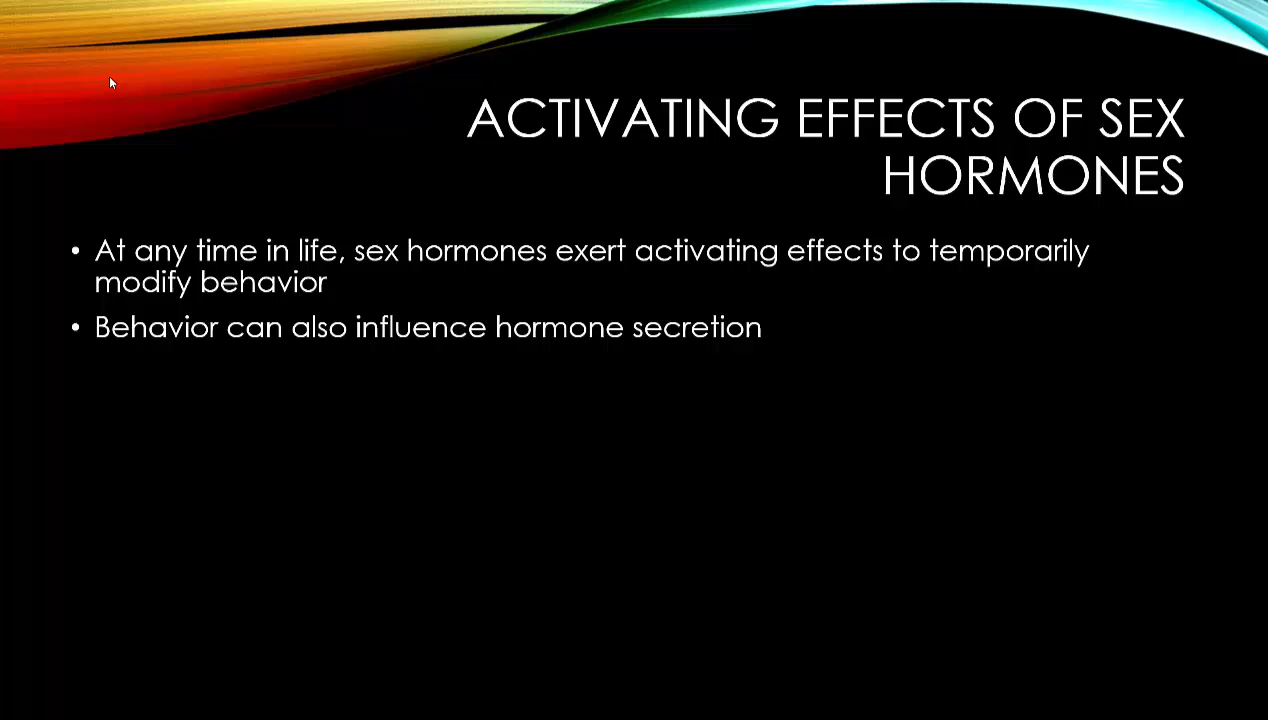 ACTIVATING EFFECTS OF SEX
HORMONES
• At any time in life, sex hormones exert activating effects to temporarily
modify behavior
• Behavior can also influence hormone secretion